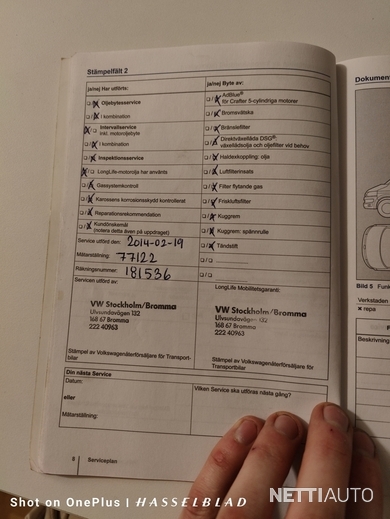 Stämpelfält 2
ja/nej Har utförts:
ja/nej Byte av:
Oljebytesservice
AdBlue®
för Crafter 5-cylindriga motorer
I kombination
Bromsvätska
Intervallservice
inkl. motoroljebyte
Bränslefilter
I kombination
Direktväxellåda DSG®:
växellådsolja och oljefilter vid behov
Inspektionsservice
Haldexkoppling: olja
LongLife-motorolja har använts
Luftfilterinsats
Gassystemkontroll
Filter flytande gas
Karossens korrosionsskydd kontrollerat
Friskluftsfilter
Reparationsrekommendation
Kuggrem
Kundönskemål
(notera detta även på uppdraget)
Kuggrem: spännrulle
Service utförd den: 2014-02-19
Tändstift
Mätarställning: 77122
Räkningnummer: 181536
Servicen utförd av:
LongLife Mobilitetsgaranti:
VW Stockholm/Bromma
Ulvsundavägen 132
168 67 Bromma
222 40963
VW Stockholm/Bromma
Ulvsundavägen 132
168 67 Bromma
222 40963
Stämpel av Volkswagenåterförsäljare för Transport-
bilar
Stämpel av Volkswagenåterförsäljare för
Transportbilar
Din nästa Service
Datum:
Vilken Service ska utföras nästa gång?
eller
Mätarställning:
8 Serviceplan
Dokument
Bild 5 Funk
Verkstaden
× repa
F
Beskrivning
Shot on OnePlus | HASSELBLAD
NETTIAUTO